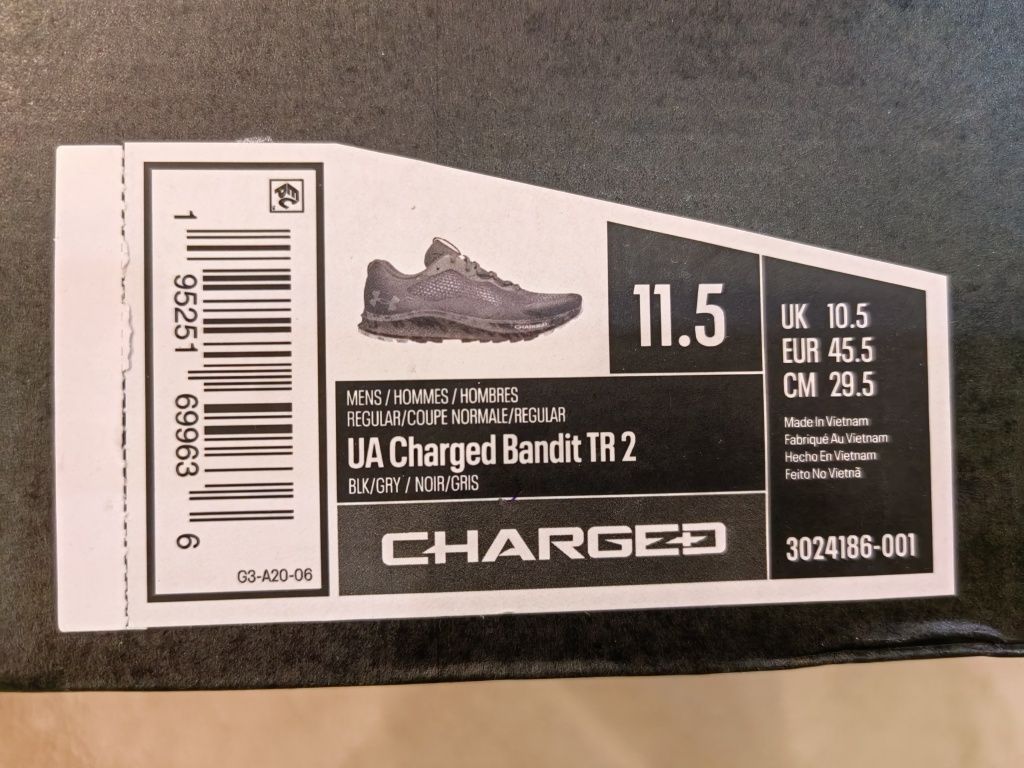 1 95251 69963 6
G3-A20-06
CHARGED
11.5
MENS / HOMMES / HOMBRES
REGULAR/COUPE NORMALE/REGULAR
UA Charged Bandit TR 2
BLK/GRY / NOIR/GRIS
CHARGED
UK 10.5
EUR 45.5
CM 29.5
Made In Vietnam
Fabriqué Au Vietnam
Hecho En Vietnam
Feito No Vietnã
3024186-001